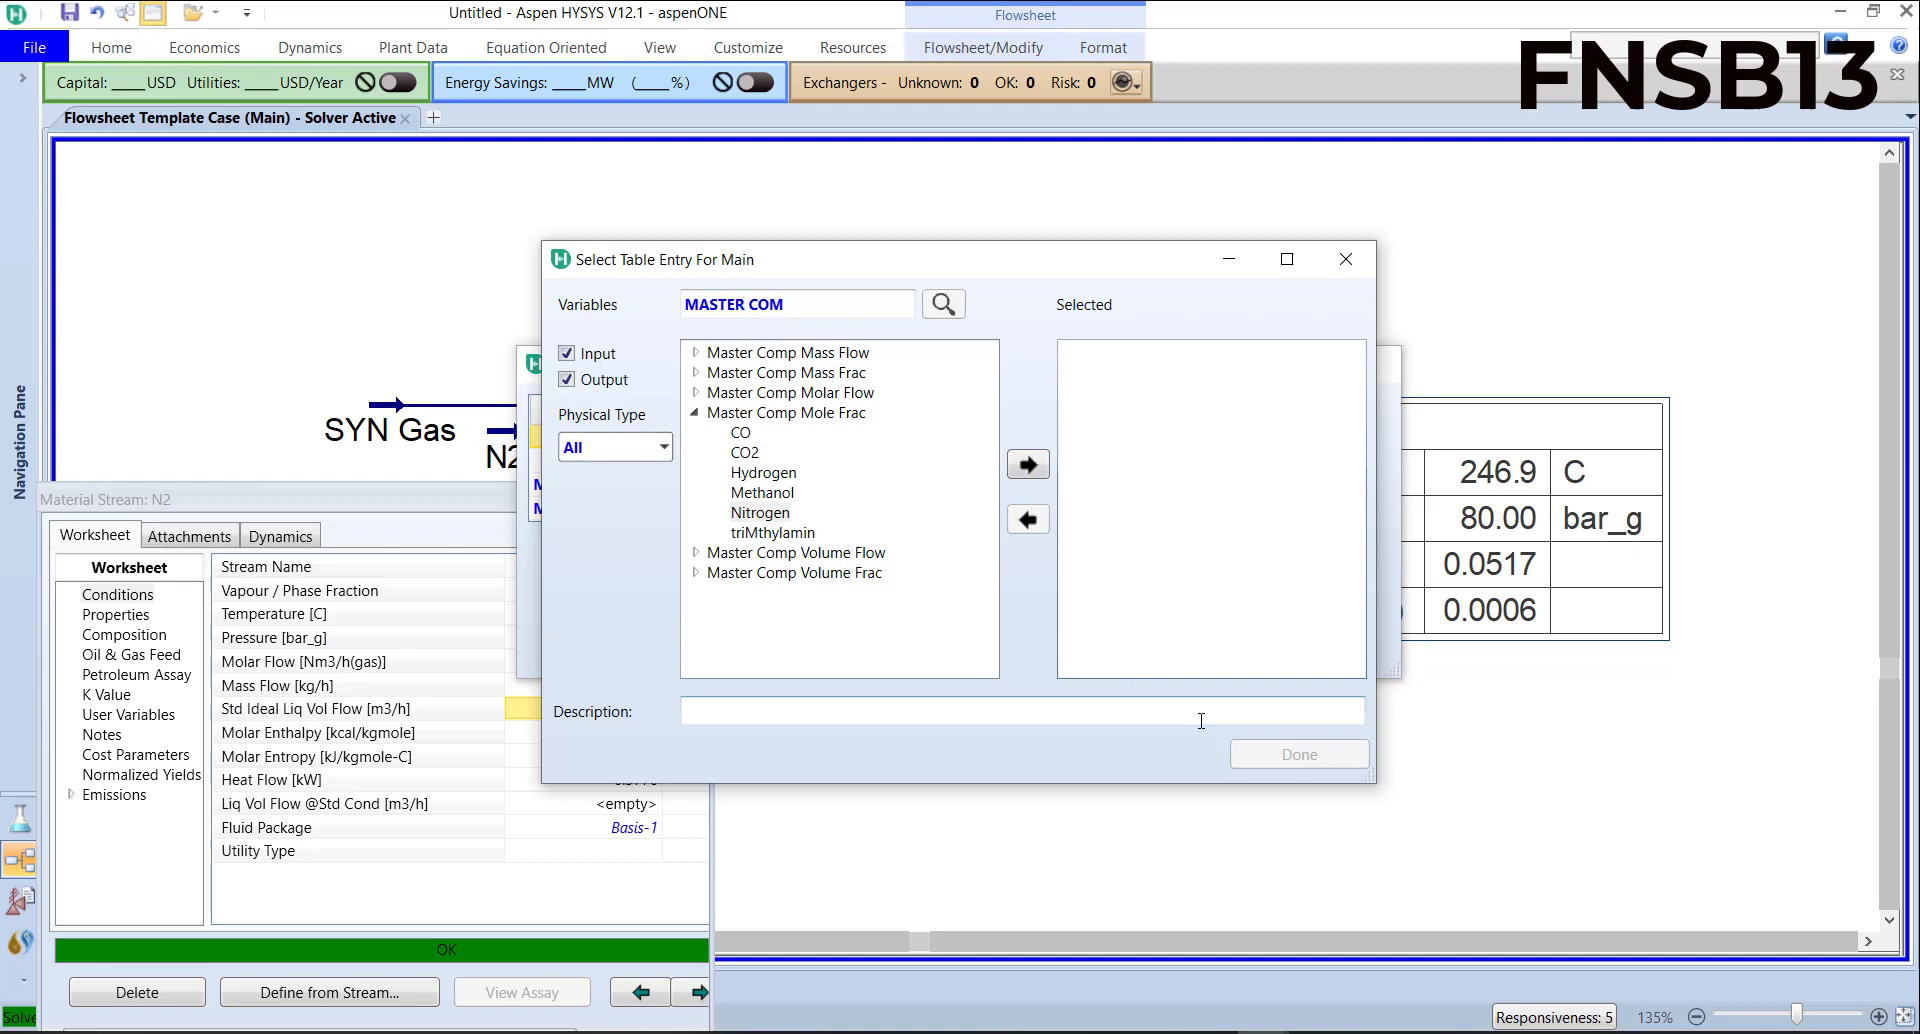 Untitled - Aspen HYSYS V12.1 - aspenONE
Flowsheet
File Home Economics Dynamics Plant Data Equation Oriented View Customize Resources Flowsheet/Modify Format
FNSB13
Capital: ____ USD Utilities: ____ USD/Year Energy Savings: ____ MW (____ %) Exchangers - Unknown: 0 OK: 0 Risk: 0
Flowsheet Template Case (Main) - Solver Active
Navigation Pane
SYN Gas
N2
Select Table Entry For Main
Variables MASTER COM Selected
Input
Output
Physical Type
All
Master Comp Mass Flow
Master Comp Mass Frac
Master Comp Molar Flow
Master Comp Mole Frac
CO
CO2
Hydrogen
Methanol
Nitrogen
triMthylamin
Master Comp Volume Flow
Master Comp Volume Frac
Description:
Done
246.9 C
80.00 bar_g
0.0517
0.0006
Material Stream: N2
Worksheet Attachments Dynamics
Worksheet
Conditions
Properties
Composition
Oil & Gas Feed
Petroleum Assay
K Value
User Variables
Notes
Cost Parameters
Normalized Yields
Emissions
Stream Name
Vapour / Phase Fraction
Temperature [C]
Pressure [bar_g]
Molar Flow [Nm3/h(gas)]
Mass Flow [kg/h]
Std Ideal Liq Vol Flow [m3/h]
Molar Enthalpy [kcal/kgmole]
Molar Entropy [kJ/kgmole-C]
Heat Flow [kW]
Liq Vol Flow @Std Cond [m3/h] <empty>
Fluid Package Basis-1
Utility Type
OK
Delete Define from Stream... View Assay
Solve
Responsiveness: 5 135%